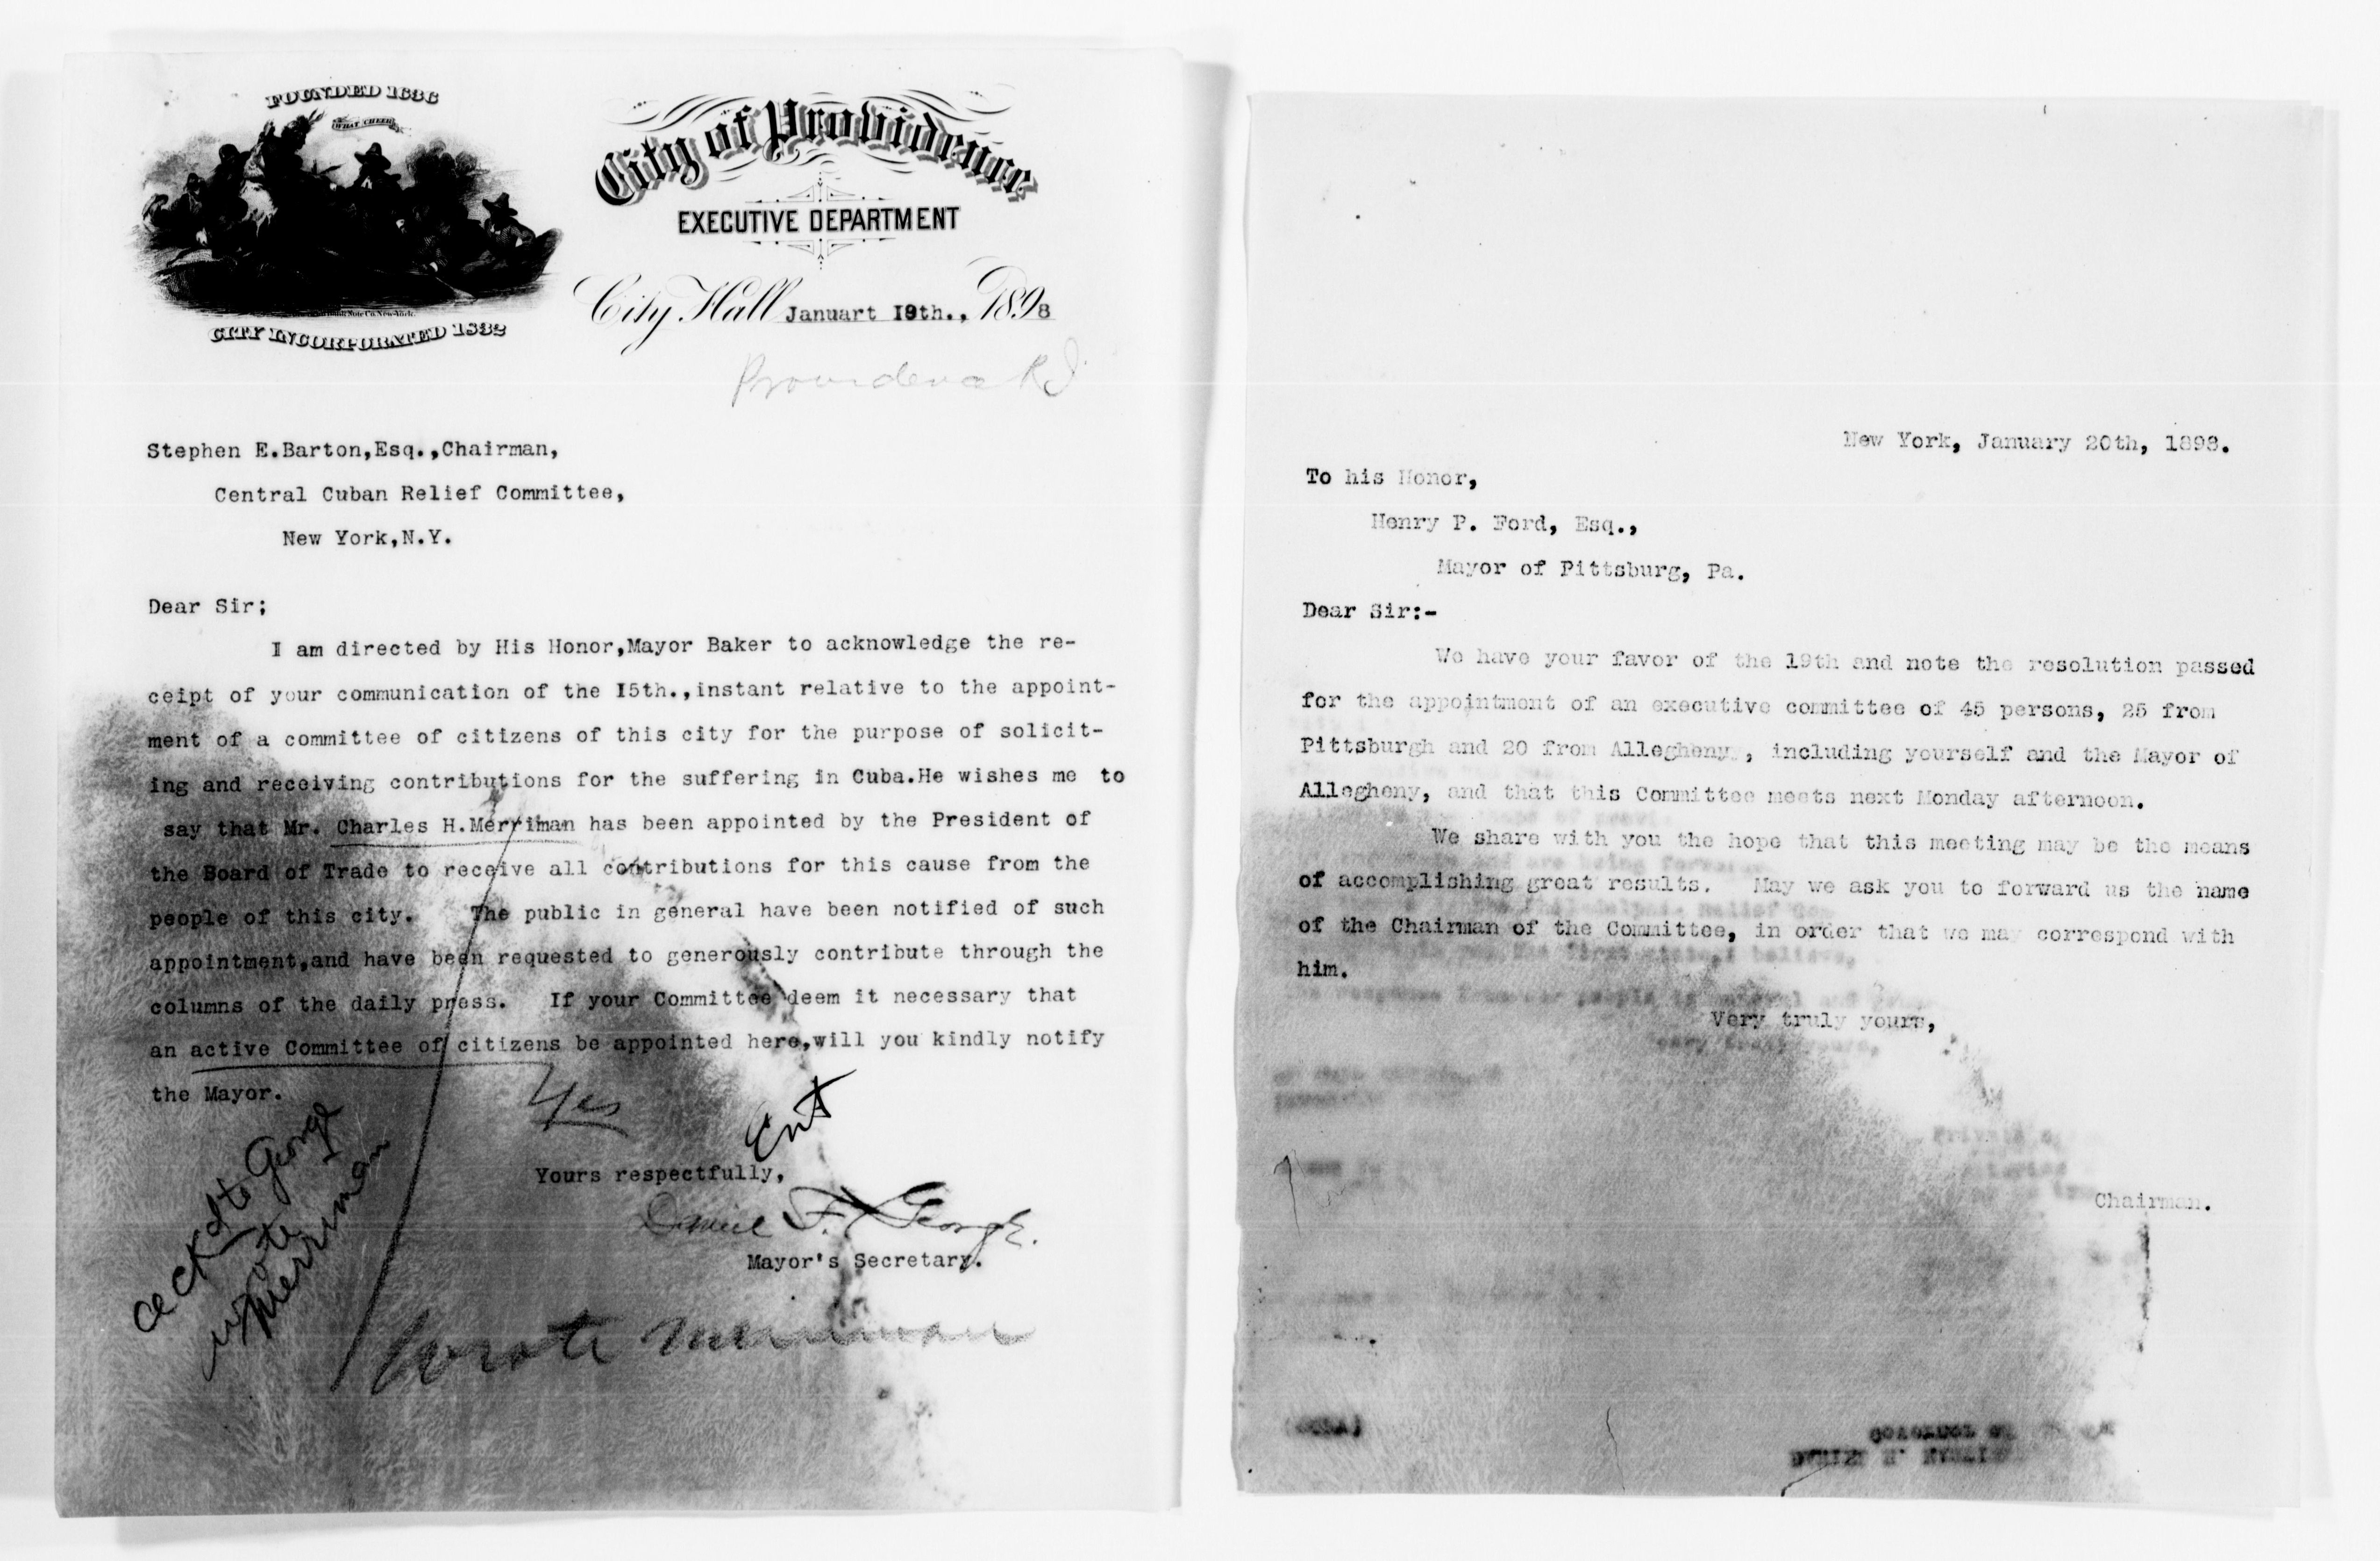 FOUNDED 1636
WHAT CHEER
CITY INCORPORATED 1832
City of Providence
EXECUTIVE DEPARTMENT
City Hall Januart I9th., 1898
Providence RI
Stephen E.Barton,Esq.,Chairman,
Central Cuban Relief Committee,
New York,N.Y.
Dear Sir;
I am directed by His Honor,Mayor Baker to acknowledge the re-
ceipt of your communication of the I5th.,instant relative to the appoint-
ment of a committee of citizens of this city for the purpose of solicit-
ing and receiving contributions for the suffering in Cuba.He wishes me to
say that Mr. Charles H.Merriman has been appointed by the President of
the Board of Trade to receive all contributions for this cause from the
people of this city. The public in general have been notified of such
appointment,and have been requested to generously contribute through the
columns of the daily press. If your Committee deem it necessary that
an active Committee of citizens be appointed here,will you kindly notify
the Mayor.
Yes
Ent
Yours respectfully,
Daniel F. George.
Mayor's Secretary.
ackd to George
wrote
Merriman
Wrote Merriman
New York, January 20th, 1898.
To his Honor,
Henry P. Ford, Esq.,
Mayor of Pittsburg, Pa.
Dear Sir:-
We have your favor of the 19th and note the resolution passed
for the appointment of an executive committee of 45 persons, 25 from
Pittsburgh and 20 from Allegheny, including yourself and the Mayor of
Allegheny, and that this Committee meets next Monday afternoon.
We share with you the hope that this meeting may be the means
of accomplishing great results. May we ask you to forward us the name
of the Chairman of the Committee, in order that we may correspond with
him.
Very truly yours,
Chairman.